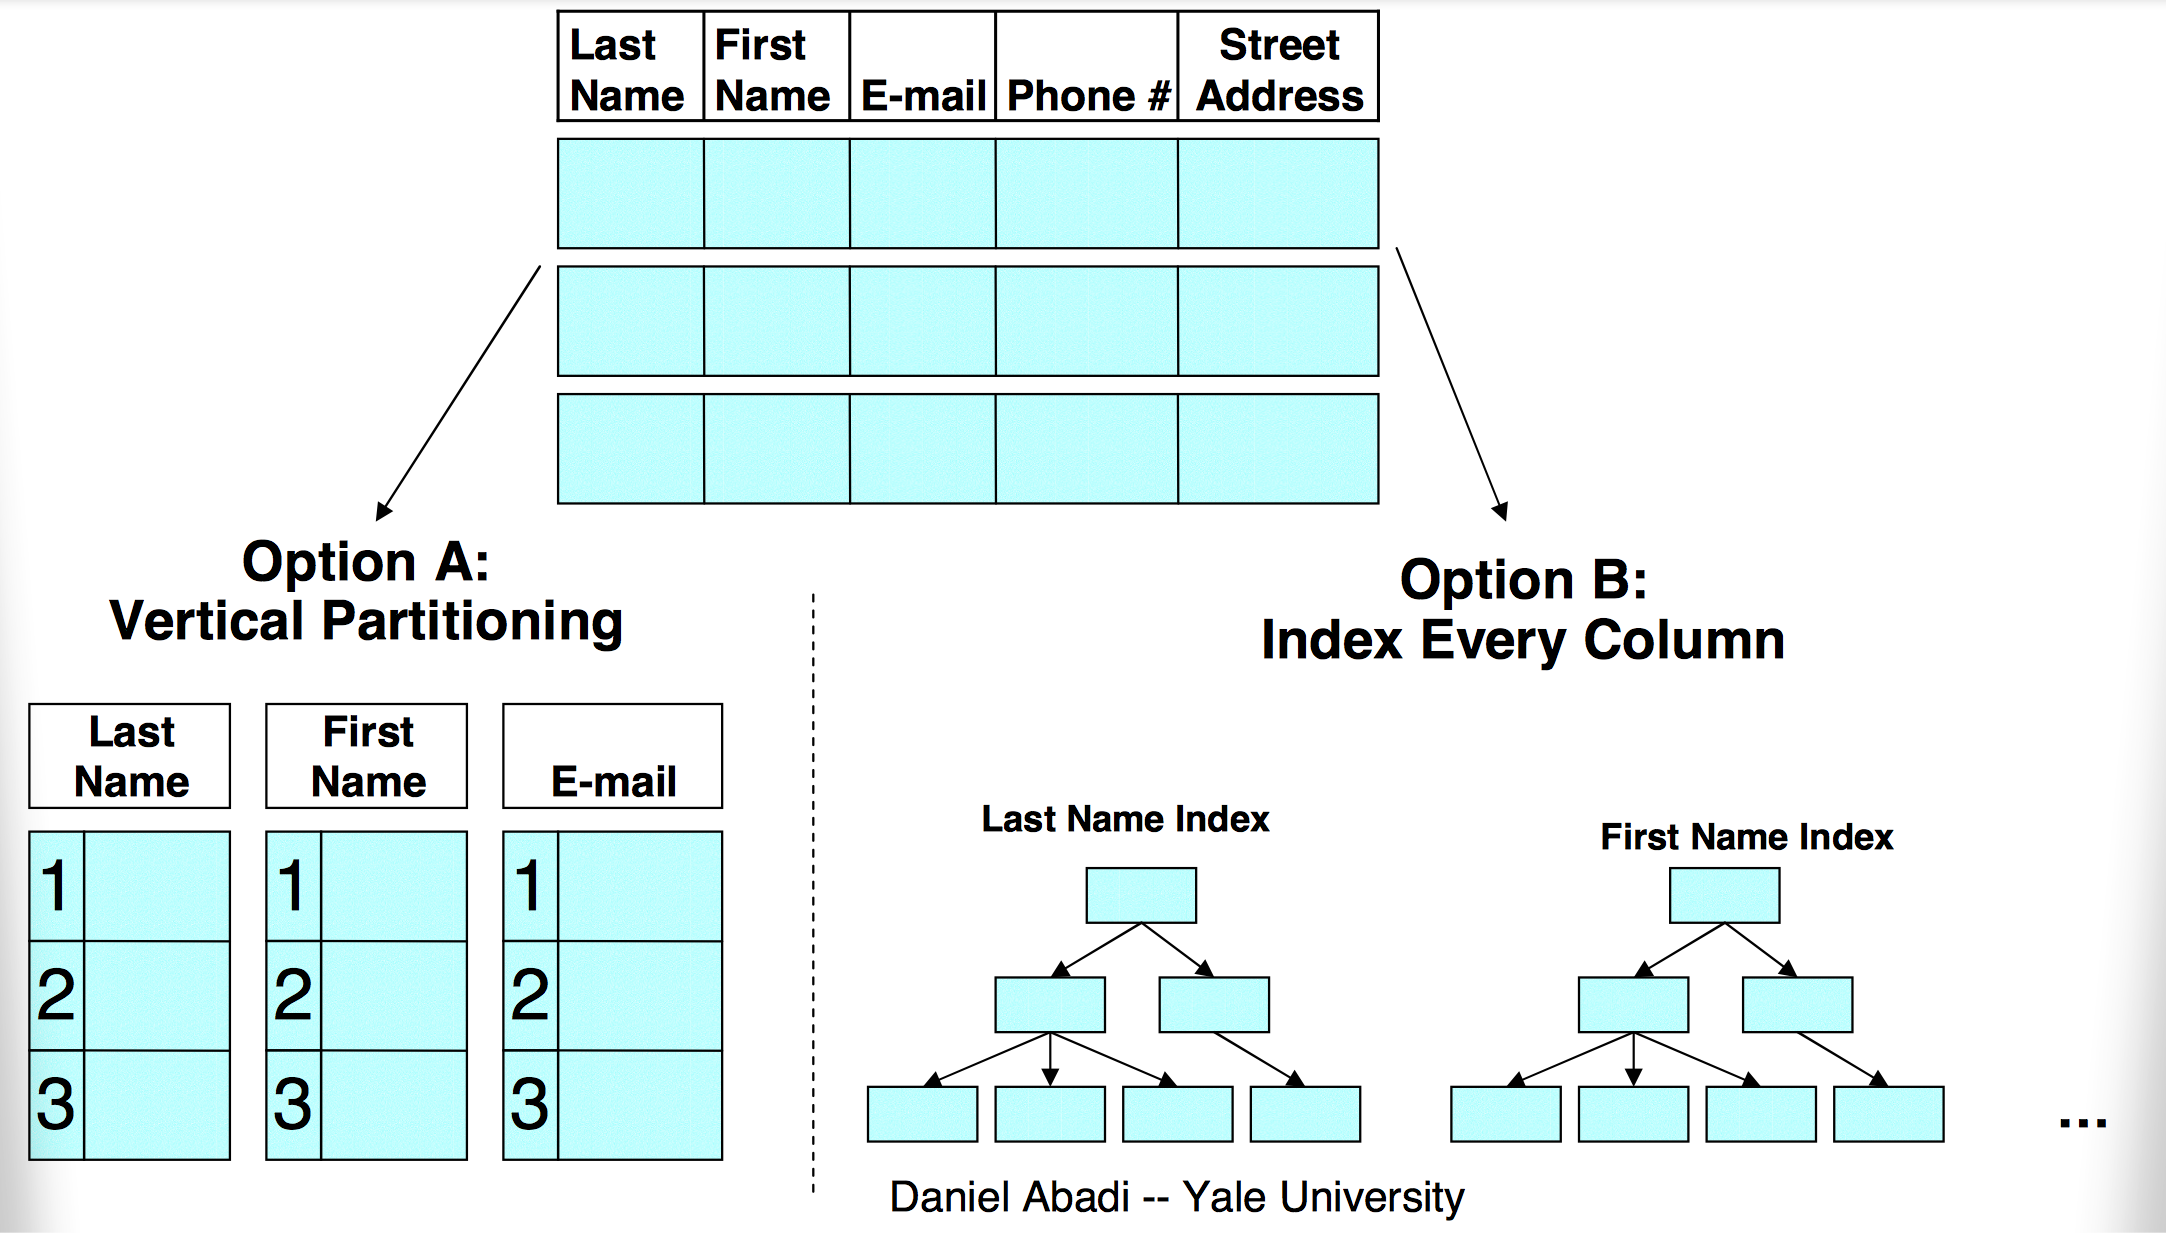 Last Name
First Name
E-mail
Phone #
Street Address
Option A:
Vertical Partitioning
Option B:
Index Every Column
Last Name
First Name
E-mail
1
1
1
2
2
2
3
3
3
Last Name Index
First Name Index
...
Daniel Abadi -- Yale University